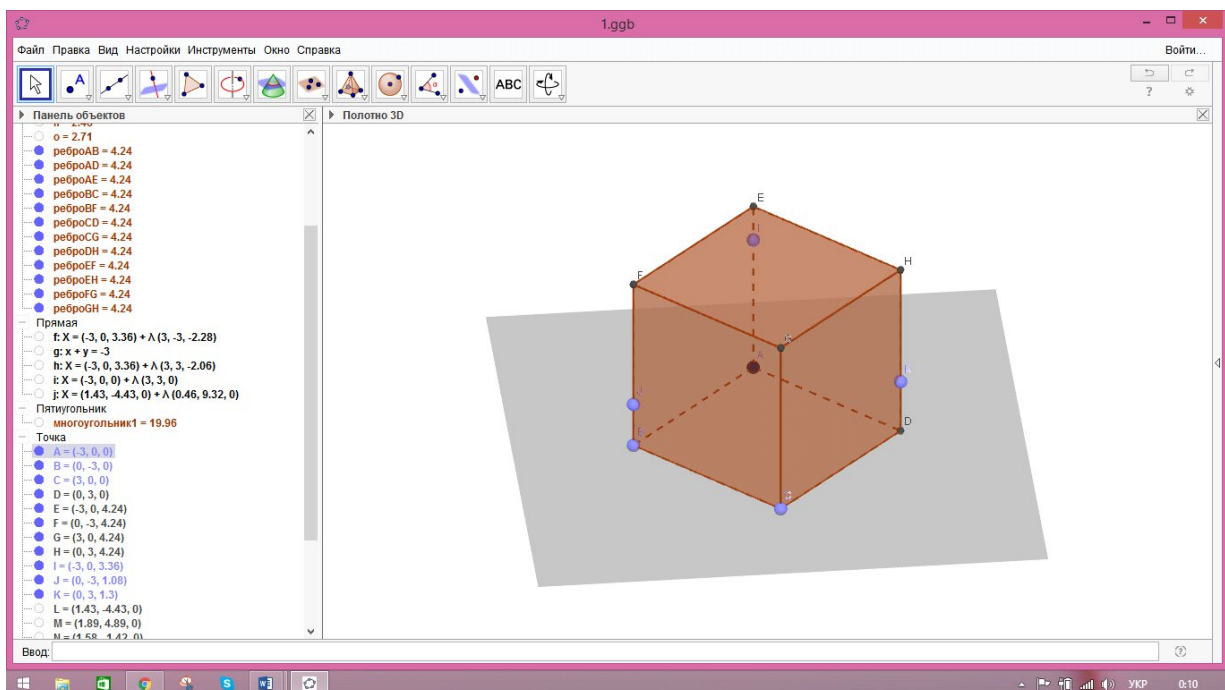 1.ggb
Файл Правка Вид Настройки Инструменты Окно Справка
Войти...
ABC
?
Панель объектов
Полотно 3D
o = 2.71
реброAB = 4.24
реброAD = 4.24
реброAE = 4.24
реброBC = 4.24
реброBF = 4.24
реброCD = 4.24
реброCG = 4.24
реброDH = 4.24
реброEF = 4.24
реброEH = 4.24
реброFG = 4.24
реброGH = 4.24
Прямая
f: X = (-3, 0, 3.36) + λ (3, -3, -2.28)
g: x + y = -3
h: X = (-3, 0, 3.36) + λ (3, 3, -2.06)
i: X = (-3, 0, 0) + λ (3, 3, 0)
j: X = (1.43, -4.43, 0) + λ (0.46, 9.32, 0)
Пятиугольник
многоугольник1 = 19.96
Точка
A = (-3, 0, 0)
B = (0, -3, 0)
C = (3, 0, 0)
D = (0, 3, 0)
E = (-3, 0, 4.24)
F = (0, -3, 4.24)
G = (3, 0, 4.24)
H = (0, 3, 4.24)
I = (-3, 0, 3.36)
J = (0, -3, 1.08)
K = (0, 3, 1.3)
L = (1.43, -4.43, 0)
M = (1.89, 4.89, 0)
E
I
F
H
A
D
Ввод:
УКР
0:10